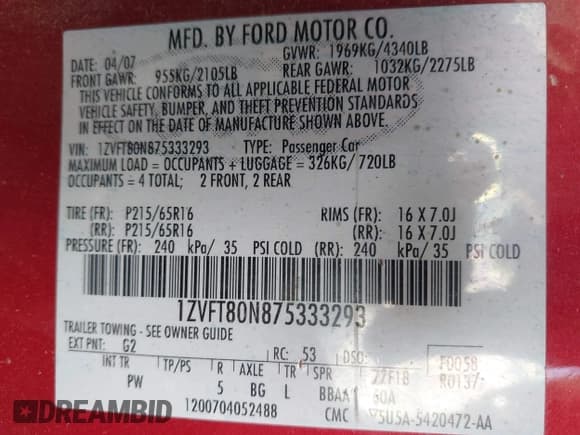 MFD. BY FORD MOTOR CO.
DATE: 04/07 GVWR: 1969KG/4340LB
FRONT GAWR: 955KG/2105LB REAR GAWR: 1032KG/2275LB
THIS VEHICLE CONFORMS TO ALL APPLICABLE FEDERAL MOTOR
VEHICLE SAFETY, BUMPER, AND THEFT PREVENTION STANDARDS
IN EFFECT ON THE DATE OF MANUFACTURE SHOWN ABOVE.
VIN: 1ZVFT80N875333293 TYPE: Passenger Car
MAXIMUM LOAD = OCCUPANTS + LUGGAGE = 326KG/720LB
OCCUPANTS = 4 TOTAL; 2 FRONT, 2 REAR
TIRE (FR): P215/65R16 RIMS (FR): 16 X 7.0J
(RR): P215/65R16 (RR): 16 X 7.0J
PRESSURE (FR): 240 kPa/ 35 PSI COLD (RR): 240 kPa/ 35 PSI COLD
1ZVFT80N875333293
TRAILER TOWING - SEE OWNER GUIDE
EXT PNT: G2 RC: 53 DSO: F0058
INT TR TP/PS R AXLE TR SPR 77F18 R0137
PW 5 BG L BBAA 60A
1200704052488 CMC 5U5A-5420472-AA
DREAMBID